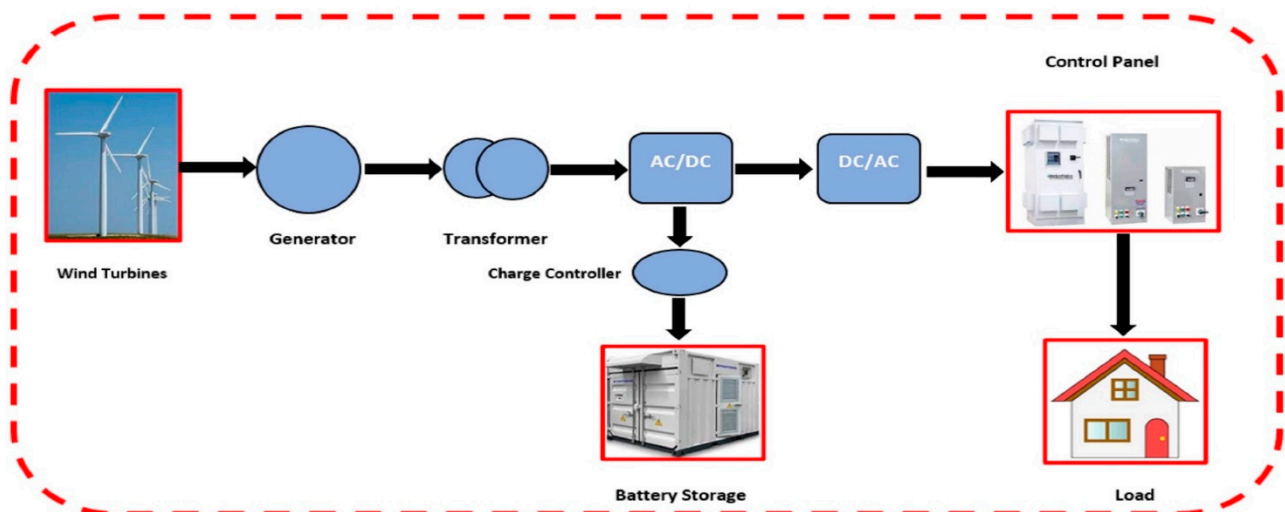 Control Panel
AC/DC
DC/AC
Generator
Transformer
Wind Turbines
Charge Controller
Battery Storage
Load